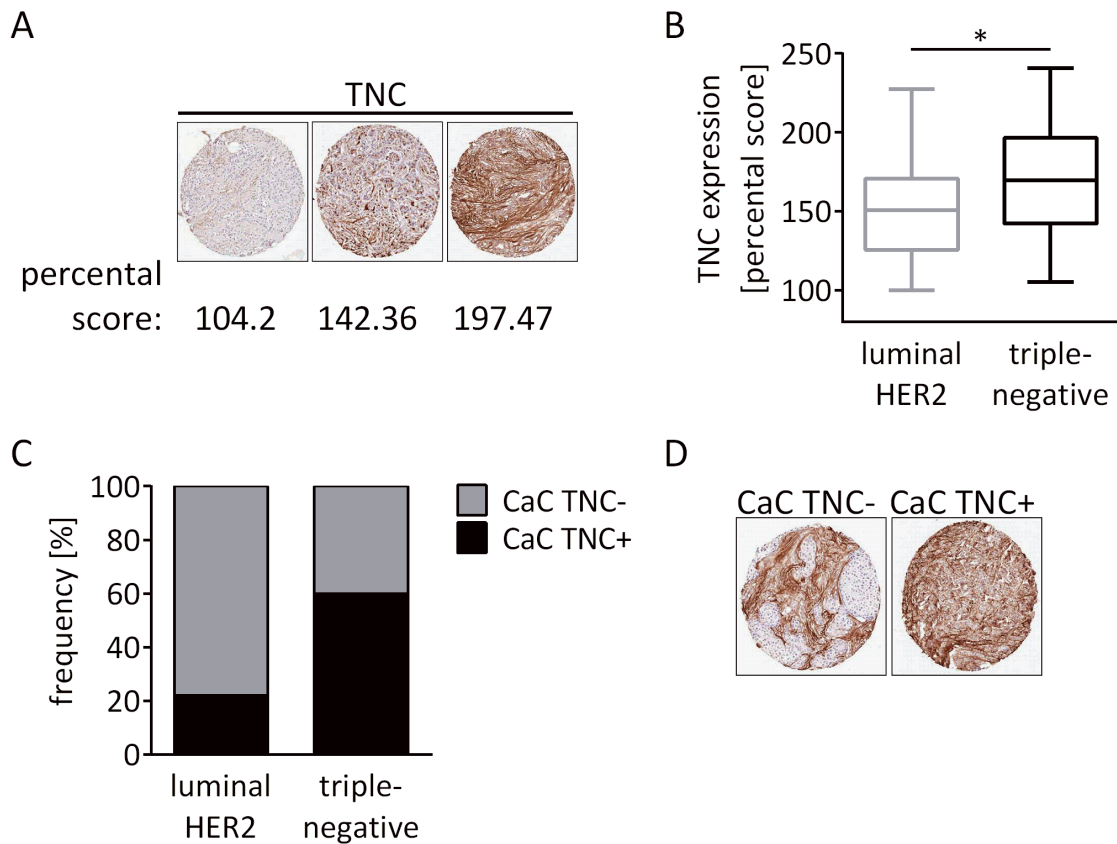 A
TNC
percental
score: 104.2 142.36 197.47
B
*
TNC expression
[percental score]
250
200
150
100
luminal
HER2
triple-
negative
C
frequency [%]
100
80
60
40
20
0
luminal
HER2
triple-
negative
CaC TNC-
CaC TNC+
D
CaC TNC- CaC TNC+